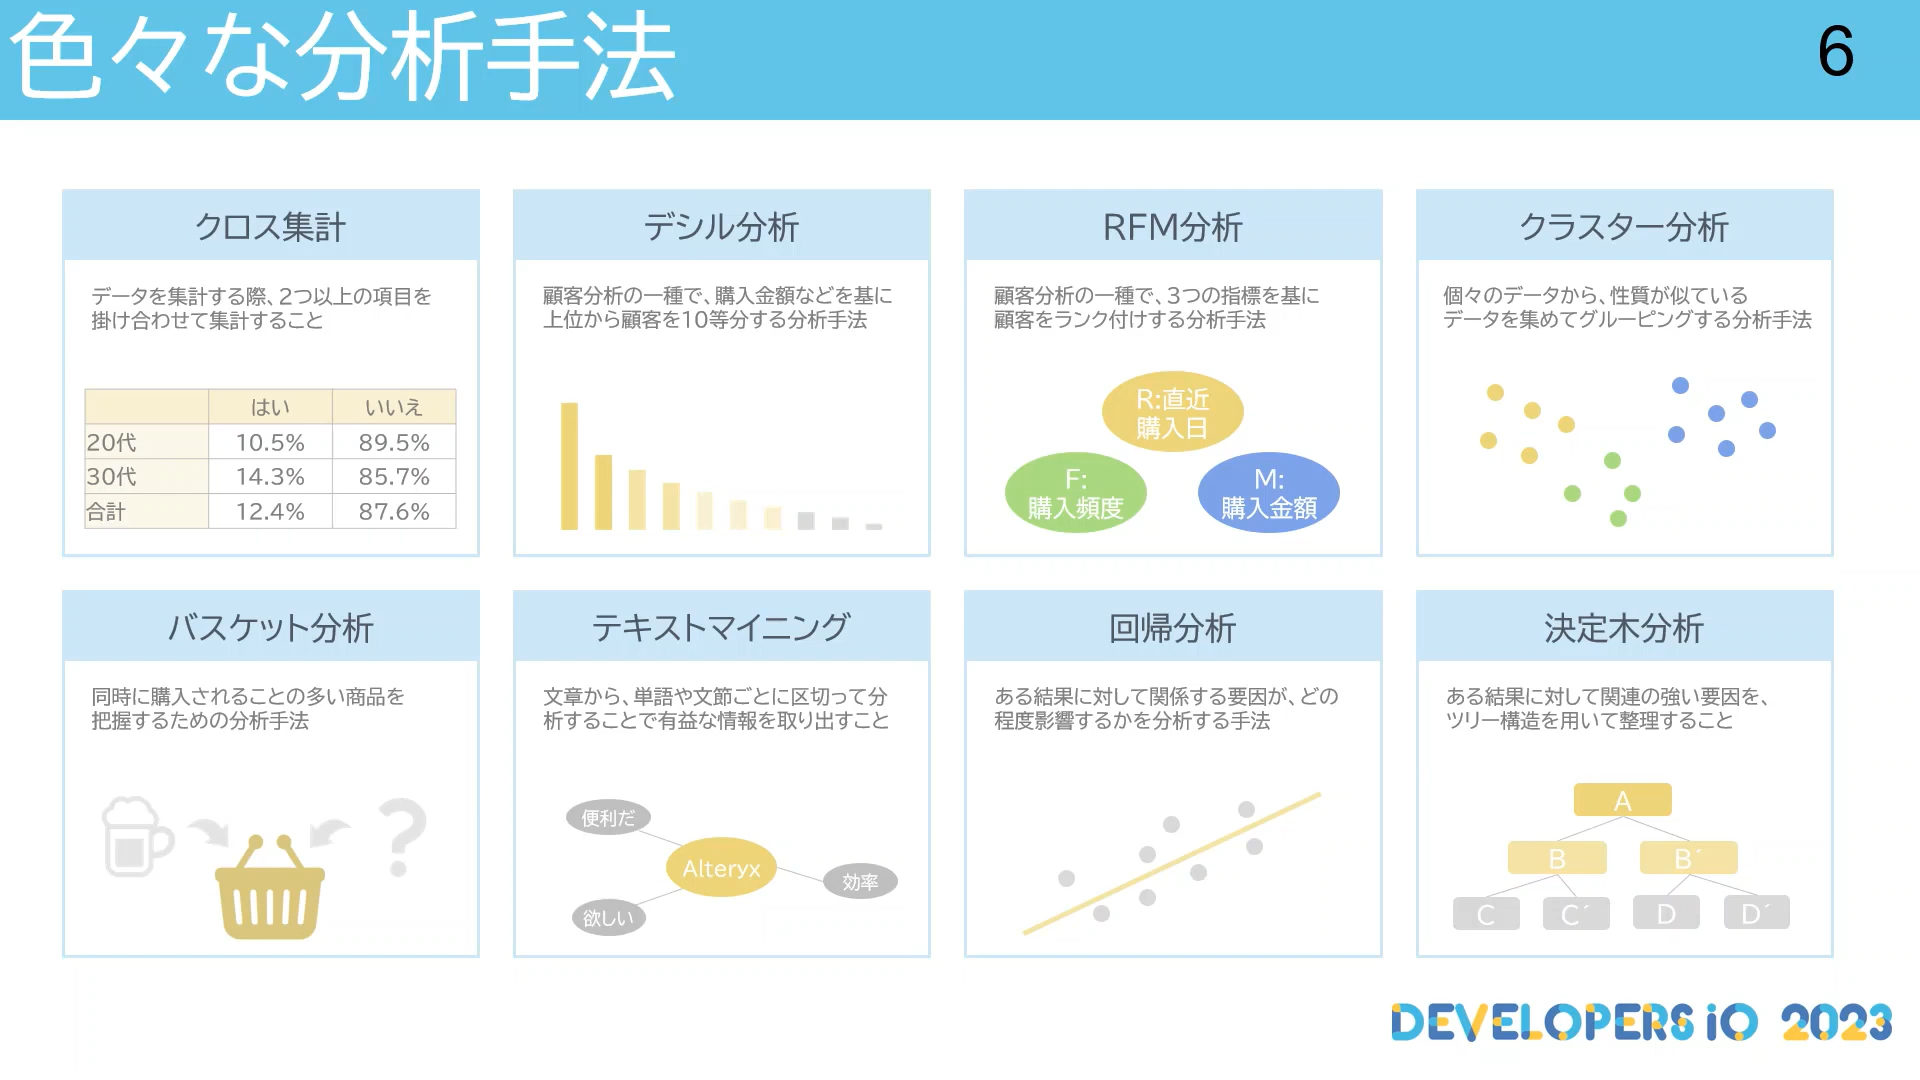 色々な分析手法
6
クロス集計
データを集計する際、2つ以上の項目を
掛け合わせて集計すること
はい いいえ
20代 10.5% 89.5%
30代 14.3% 85.7%
合計 12.4% 87.6%
デシル分析
顧客分析の一種で、購入金額などを基に
上位から顧客を10等分する分析手法
RFM分析
顧客分析の一種で、3つの指標を基に
顧客をランク付けする分析手法
R:直近
購入日
F:
購入頻度
M:
購入金額
クラスター分析
個々のデータから、性質が似ている
データを集めてグルーピングする分析手法
バスケット分析
同時に購入されることの多い商品を
把握するための分析手法
?
テキストマイニング
文章から、単語や文節ごとに区切って分
析することで有益な情報を取り出すこと
便利だ
Alteryx
効率
欲しい
回帰分析
ある結果に対して関係する要因が、どの
程度影響するかを分析する手法
決定木分析
ある結果に対して関連の強い要因を、
ツリー構造を用いて整理すること
A
B B´
C C´ D D´
DEVELOPERS iO 2023